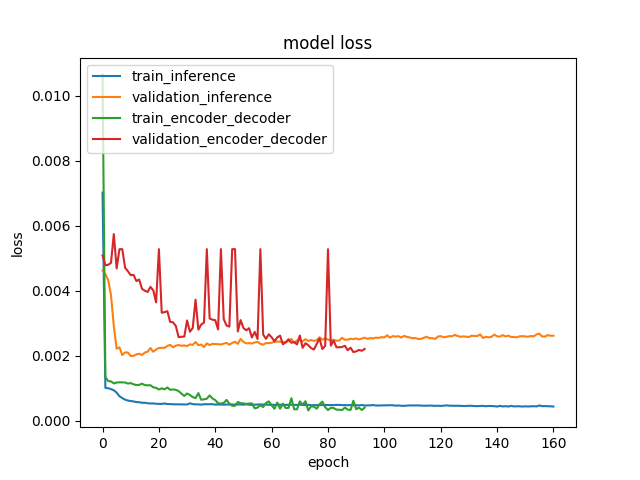 model loss
train_inference
validation_inference
train_encoder_decoder
validation_encoder_decoder
loss
0.010
0.008
0.006
0.004
0.002
0.000
0 20 40 60 80 100 120 140 160
epoch